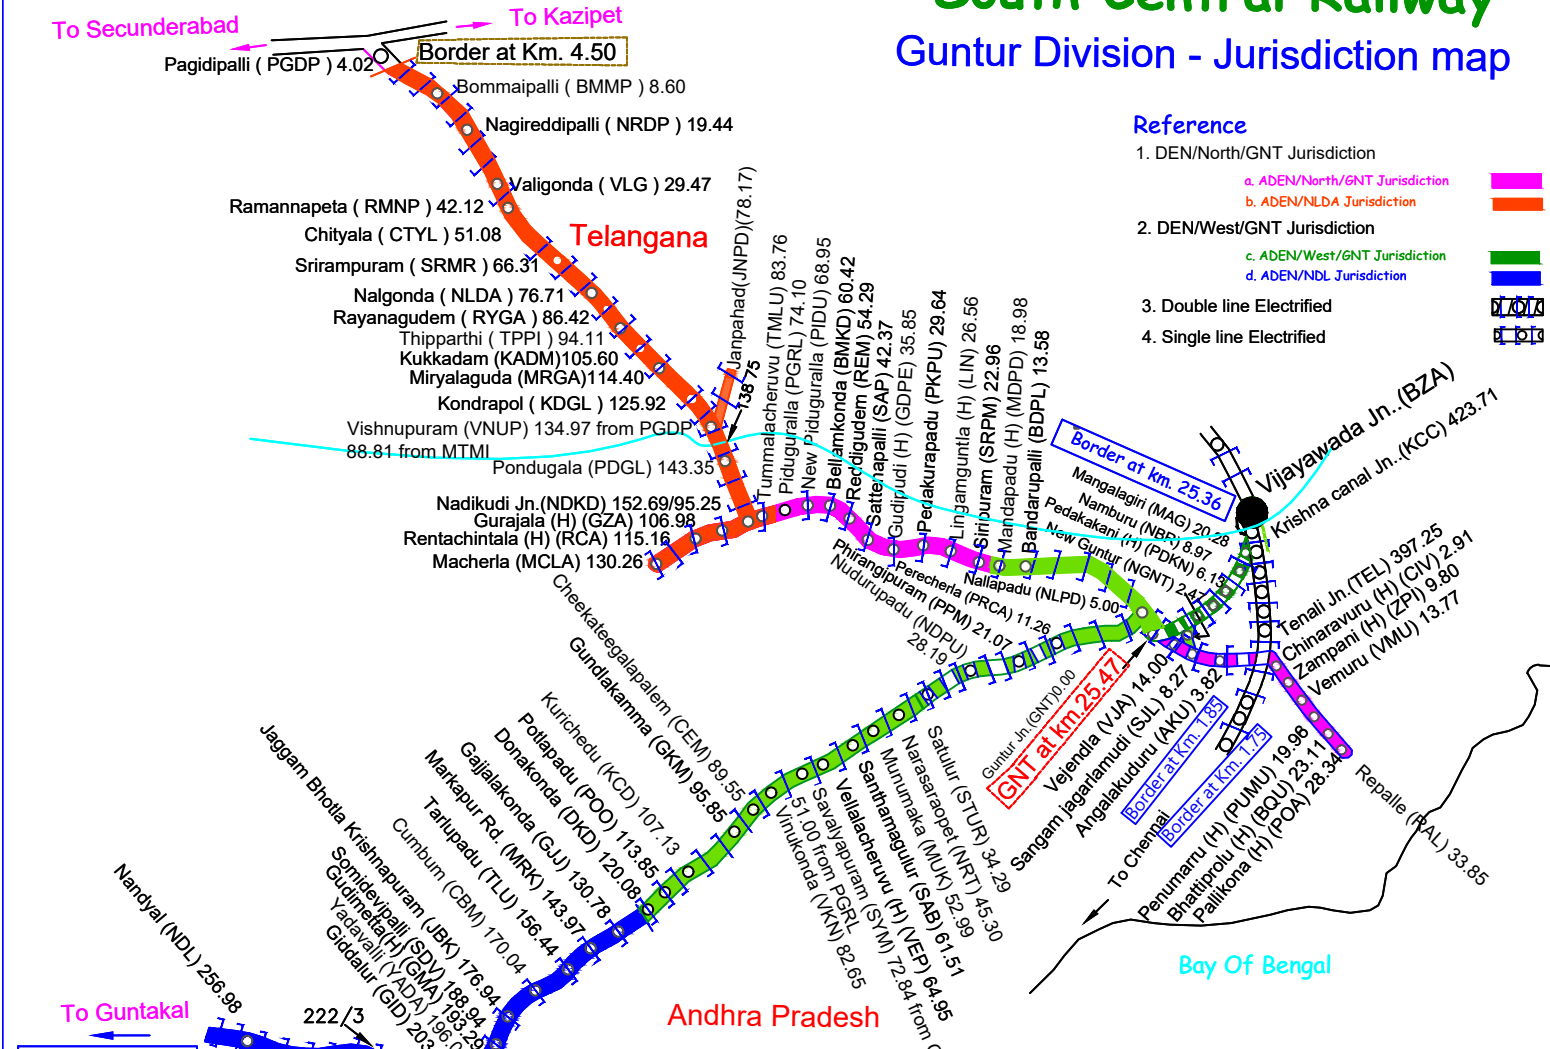 South Central Railway
Guntur Division - Jurisdiction map
To Secunderabad
To Kazipet
Border at Km. 4.50
Pagidipalli ( PGDP ) 4.02
Bommaipalli ( BMMP ) 8.60
Nagireddipalli ( NRDP ) 19.44
Valigonda ( VLG ) 29.47
Ramannapeta ( RMNP ) 42.12
Chityala ( CTYL ) 51.08
Srirampuram ( SRMR ) 66.31
Nalgonda ( NLDA ) 76.71
Rayanagudem ( RYGA ) 86.42
Thipparthi ( TPPI ) 94.11
Kukkadam (KADM)105.60
Miryalaguda (MRGA)114.40
Kondrapol ( KDGL ) 125.92
Vishnupuram (VNUP) 134.97 from PGDP
88.81 from MTMI
Pondugala (PDGL) 143.35
Nadikudi Jn.(NDKD) 152.69/95.25
Gurajala (H) (GZA) 106.98
Rentachintala (H) (RCA) 115.16
Macherla (MCLA) 130.26
Telangana
Reference
1. DEN/North/GNT Jurisdiction
a. ADEN/North/GNT Jurisdiction
b. ADEN/NLDA Jurisdiction
2. DEN/West/GNT Jurisdiction
c. ADEN/West/GNT Jurisdiction
d. ADEN/NDL Jurisdiction
3. Double line Electrified
4. Single line Electrified
Janpahad(JNPD)(78.17)
138.75
Tummalacheruvu (TMLU) 83.76
Piduguralla (PGRL) 74.10
New Piduguralla (PIDU) 68.95
Bellamkonda (BMKD) 60.42
Reddigudem (REM) 54.29
Sattenapalli (SAP) 42.37
Gudipudi (H) (GDPE) 35.85
Pedakurapadu (PKPU) 29.64
Lingamguntla (H) (LIN) 26.56
Siripuram (SRPM) 22.96
Mandapadu (H) (MDPD) 18.98
Bandarupalli (BDPL) 13.58
Border at km. 25.36
Vijayawada Jn..(BZA)
Krishna canal Jn..(KCC) 423.71
Mangalagiri (MAG) 20.28
Namburu (NBR) 8.97
Pedakakani (H) (PDKN) 6.13
New Guntur (NGNT) 2.47
Nallapadu (NLPD) 5.00
Perecherla (PRCA) 11.26
Phirangipuram (PPM) 21.07
Nudurupadu (NDPU)
28.19
Tenali Jn.(TEL) 397.25
Chinaravuru (H) (CIV) 2.91
Zampani (H) (ZPI) 9.80
Vemuru (VMU) 13.77
Guntur Jn.(GNT)0.00
GNT at km.25.47
Vejendla (VJA) 14.00
Sangam jagarlamudi (SJL) 8.27
Angalakuduru (AKU) 3.82
Border at Km. 1.85
Border at Km. 1.75
To Chennai
Penumarru (H) (PUMU) 19.98
Bhattiprolu (H) (BQU) 23.11
Pallikona (H) (POA) 28.34
Repalle (RAL) 33.85
Bay Of Bengal
Satulur (STUR) 34.29
Narasaraopet (NRT) 45.30
Munumaka (MUK) 52.99
Santhamagulur (SAB) 61.51
Vellalacheruvu (H) (VEP) 64.95
Savalyapuram (SYM) 72.84 from G
51.00 from PGRL
Vinukonda (VKN) 82.65
Cheekateegalapalem (CEM) 89.55
Gundlakamma (GKM) 95.85
Kurichedu (KCD) 107.13
Potlapadu (POO) 113.85
Donakonda (DKD) 120.08
Gajjalakonda (GJJ) 130.78
Markapur Rd. (MRK) 143.97
Tarlupadu (TLU) 156.44
Cumbum (CBM) 170.04
Jaggam Bhotla Krishnapuram (JBK) 176.94
Somidevipalli (SDV) 188.94
Gudimetta(H) (GMA) 193.29
Yadavalli (YADA) 196.0
Giddalur (GID) 203.
Nandyal (NDL) 256.98
To Guntakal
222/3
Andhra Pradesh